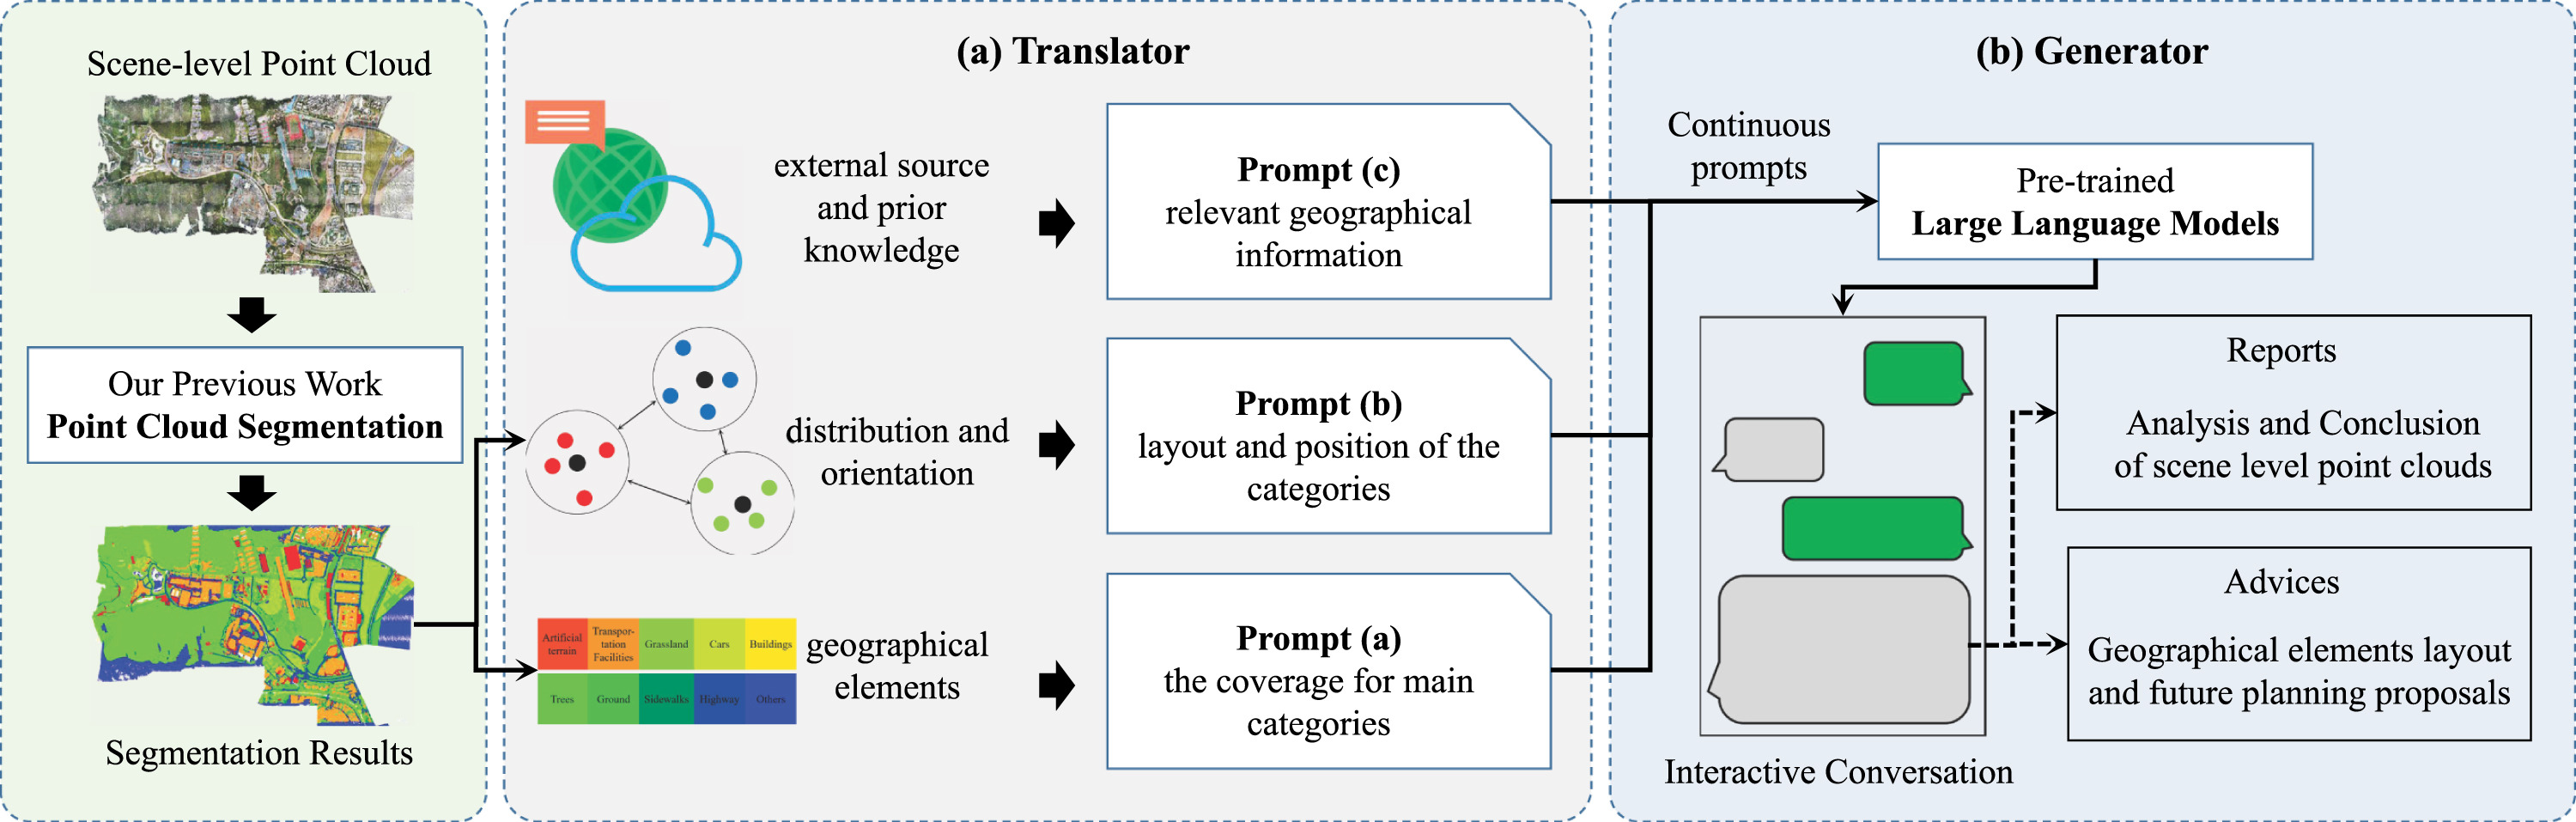 Scene-level Point Cloud
Our Previous Work
Point Cloud Segmentation
Segmentation Results
(a) Translator
external source
and prior
knowledge
Prompt (c)
relevant geographical
information
distribution and
orientation
Prompt (b)
layout and position of the
categories
Artificial
terrain
Transpor-
tation
Facilities
Grassland
Cars
Buildings
Trees
Ground
Sidewalks
Highway
Others
geographical
elements
Prompt (a)
the coverage for main
categories
(b) Generator
Continuous
prompts
Pre-trained
Large Language Models
Interactive Conversation
Reports
Analysis and Conclusion
of scene level point clouds
Advices
Geographical elements layout
and future planning proposals